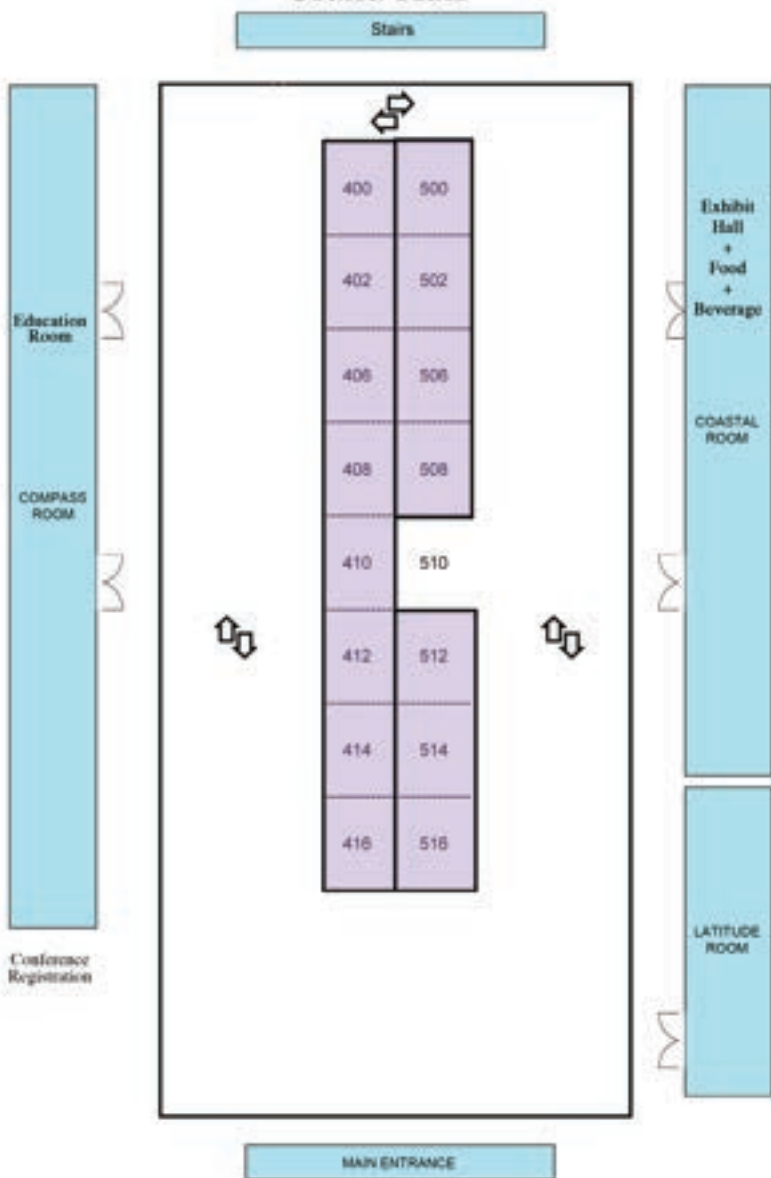 Stairs
400
500
402
502
406
506
408
508
410
510
412
512
414
514
416
516
Education
Room
COMPASS
ROOM
Conference
Registration
Exhibit
Hall
+
Food
+
Beverage
COASTAL
ROOM
LATITUDE
ROOM
MAIN ENTRANCE